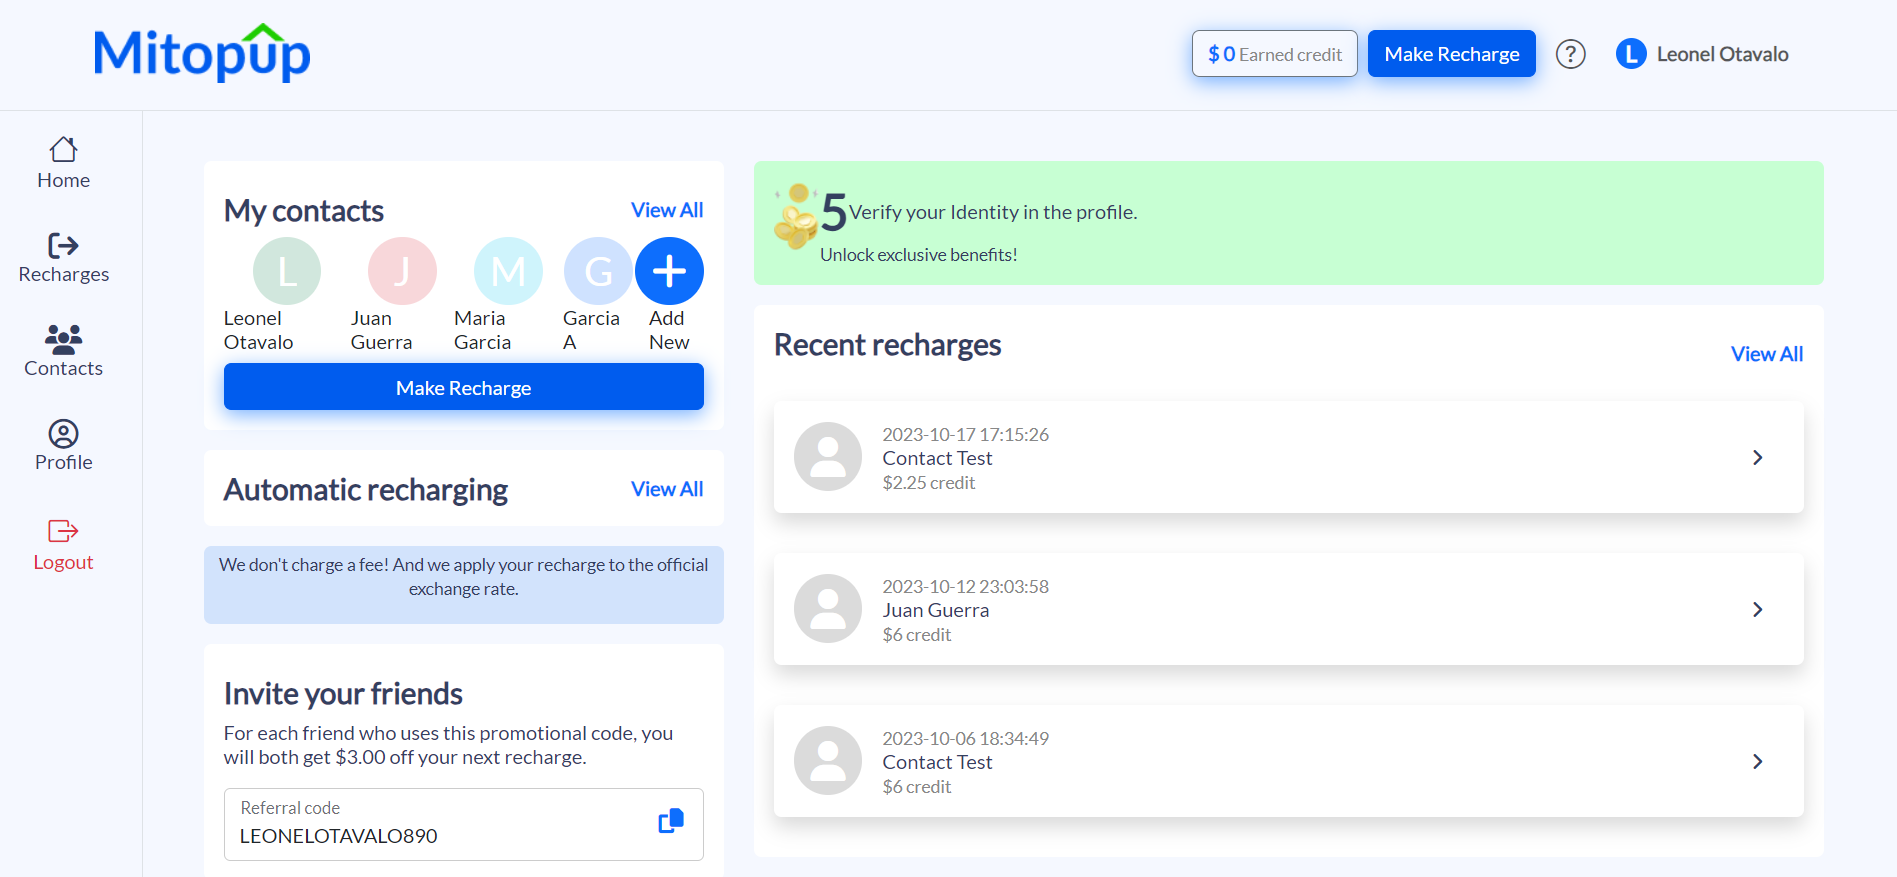 Mitopup
$ 0 Earned credit
Make Recharge
?
L
Leonel Otavalo
Home
Recharges
Contacts
Profile
Logout
My contacts
View All
L
J
M
G
Leonel
Otavalo
Juan
Guerra
Maria
Garcia
Garcia
A
Add
New
Make Recharge
Automatic recharging
View All
We don't charge a fee! And we apply your recharge to the official
exchange rate.
Invite your friends
For each friend who uses this promotional code, you
will both get $3.00 off your next recharge.
Referral code
LEONELOTAVALO890
5 Verify your Identity in the profile.
Unlock exclusive benefits!
Recent recharges
View All
2023-10-17 17:15:26
Contact Test
$2.25 credit
2023-10-12 23:03:58
Juan Guerra
$6 credit
2023-10-06 18:34:49
Contact Test
$6 credit